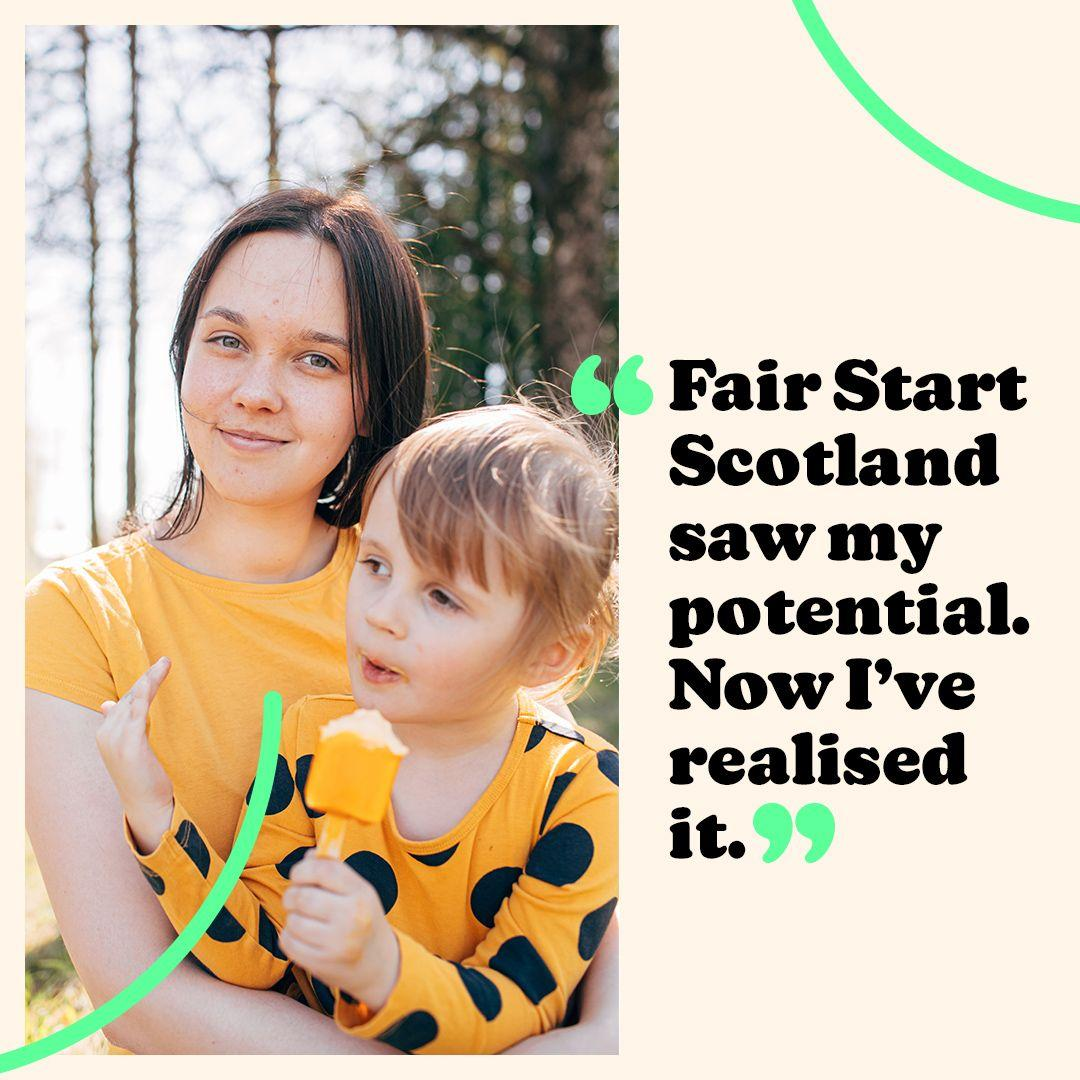 “Fair Start
Scotland
saw my
potential.
Now I’ve
realised
it.”